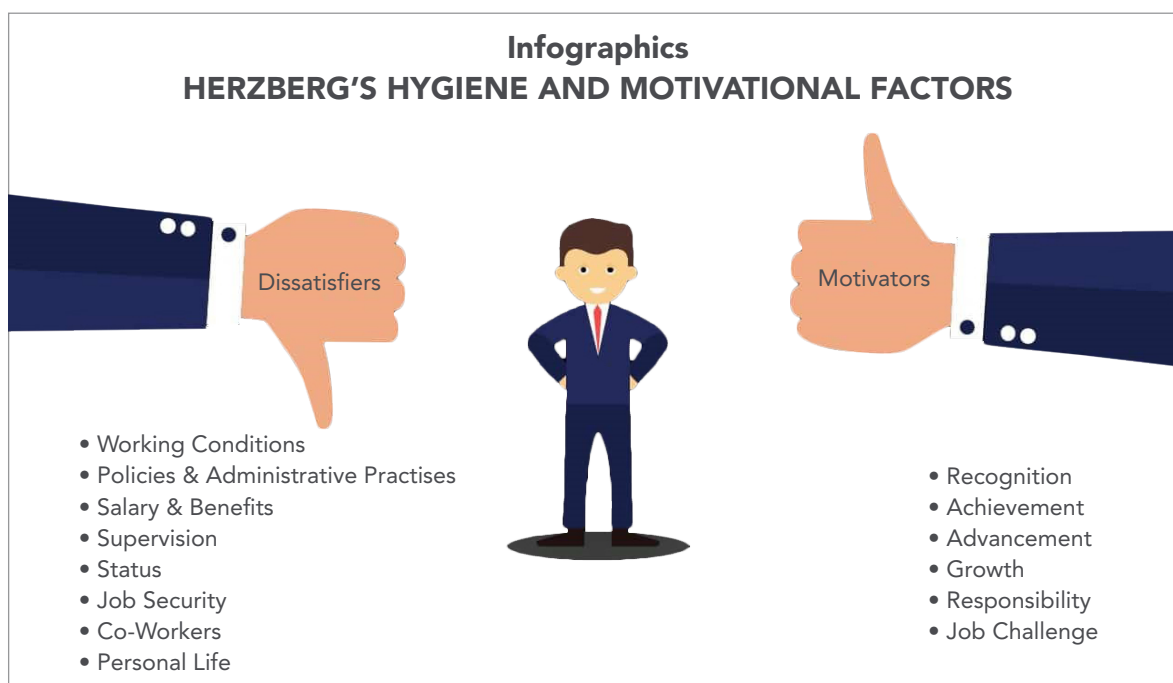 Infographics
HERZBERG’S HYGIENE AND MOTIVATIONAL FACTORS
Dissatisfiers
Motivators
• Working Conditions
• Policies & Administrative Practises
• Salary & Benefits
• Supervision
• Status
• Job Security
• Co-Workers
• Personal Life
• Recognition
• Achievement
• Advancement
• Growth
• Responsibility
• Job Challenge